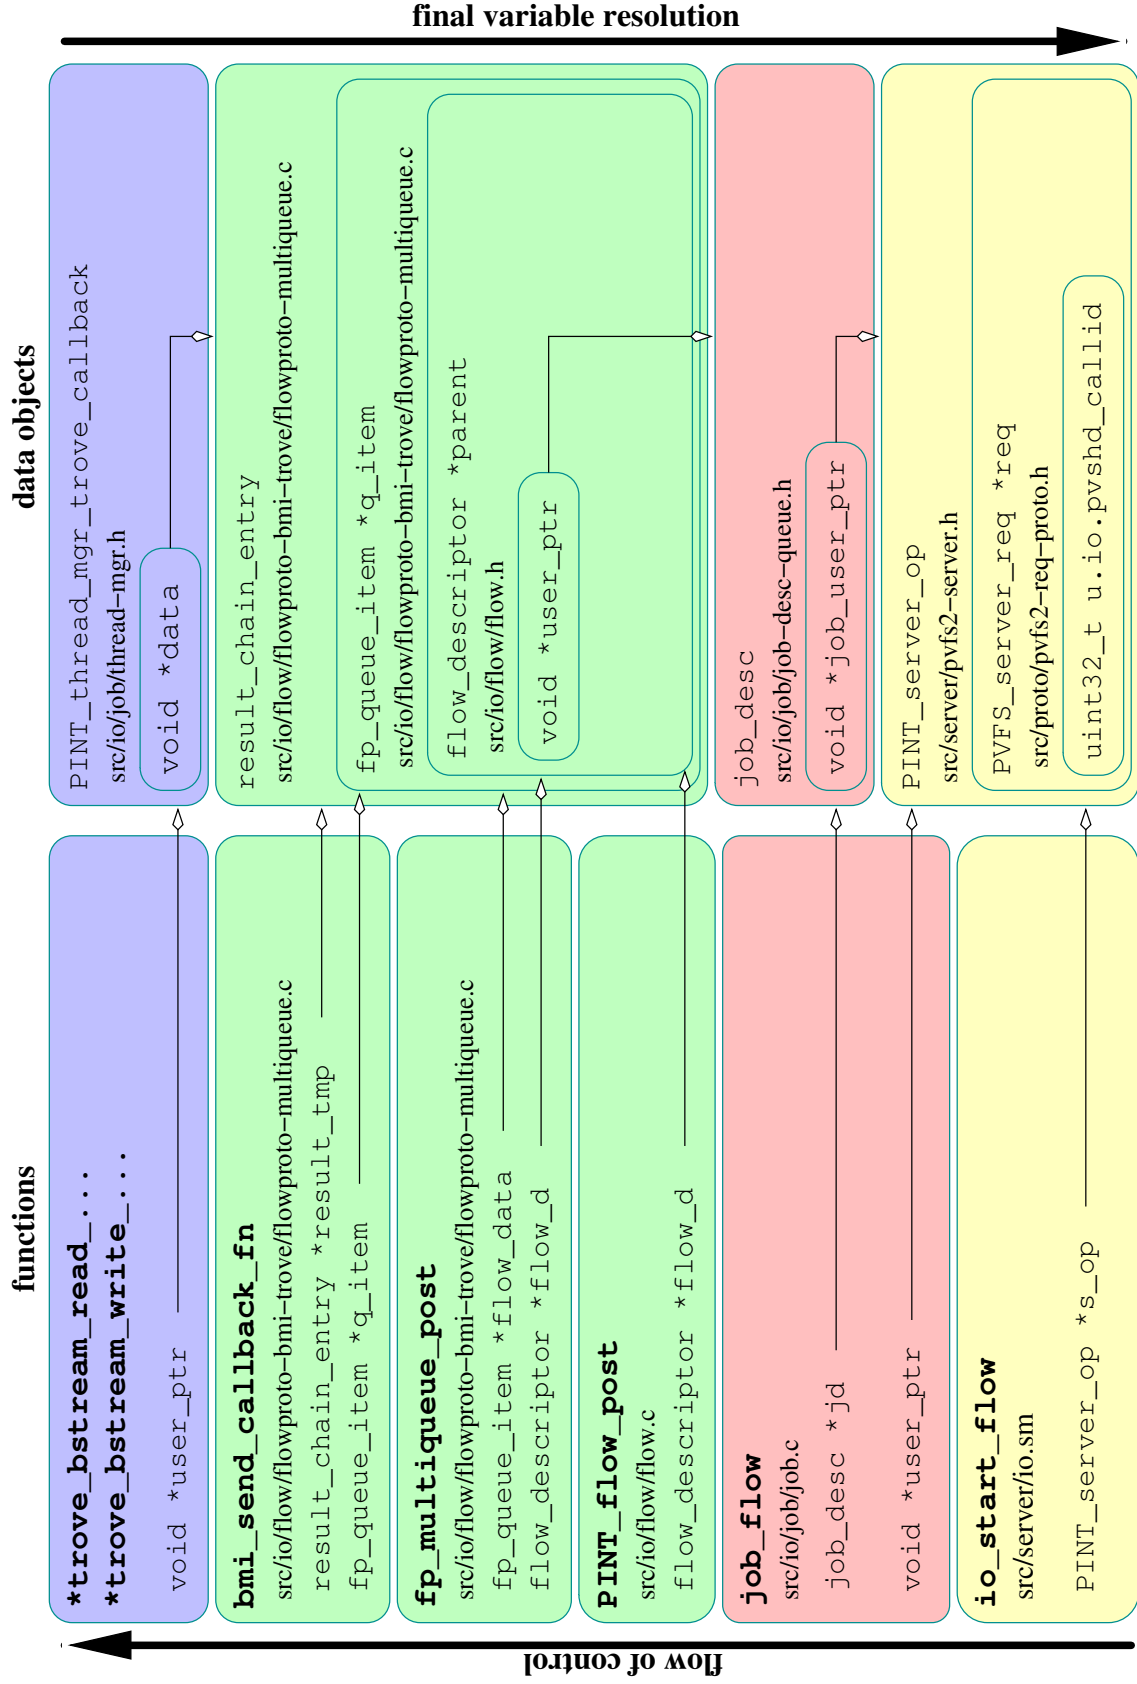 functions
data objects
flow of control
*trove_bstream_read_...
*trove_bstream_write_...
void *user_ptr
bmi_send_callback_fn
src/io/flow/flowproto−bmi−trove/flowproto−multiqueue.c
result_chain_entry *result_tmp
fp_queue_item *q_item
fp_multiqueue_post
src/io/flow/flowproto−bmi−trove/flowproto−multiqueue.c
fp_queue_item *flow_data
flow_descriptor *flow_d
PINT_flow_post
src/io/flow/flow.c
flow_descriptor *flow_d
job_flow
src/io/job/job.c
job_desc *jd
void *user_ptr
io_start_flow
src/server/io.sm
PINT_server_op *s_op
PINT_thread_mgr_trove_callback
src/io/job/thread−mgr.h
void *data
result_chain_entry
src/io/flow/flowproto−bmi−trove/flowproto−multiqueue.c
fp_queue_item *q_item
src/io/flow/flowproto−bmi−trove/flowproto−multiqueue.c
flow_descriptor *parent
src/io/flow/flow.h
void *user_ptr
job_desc
src/io/job/job−desc−queue.h
void *job_user_ptr
PINT_server_op
src/server/pvfs2−server.h
PVFS_server_req *req
src/proto/pvfs2−req−proto.h
uint32_t u.io.pvshd_callid
final variable resolution